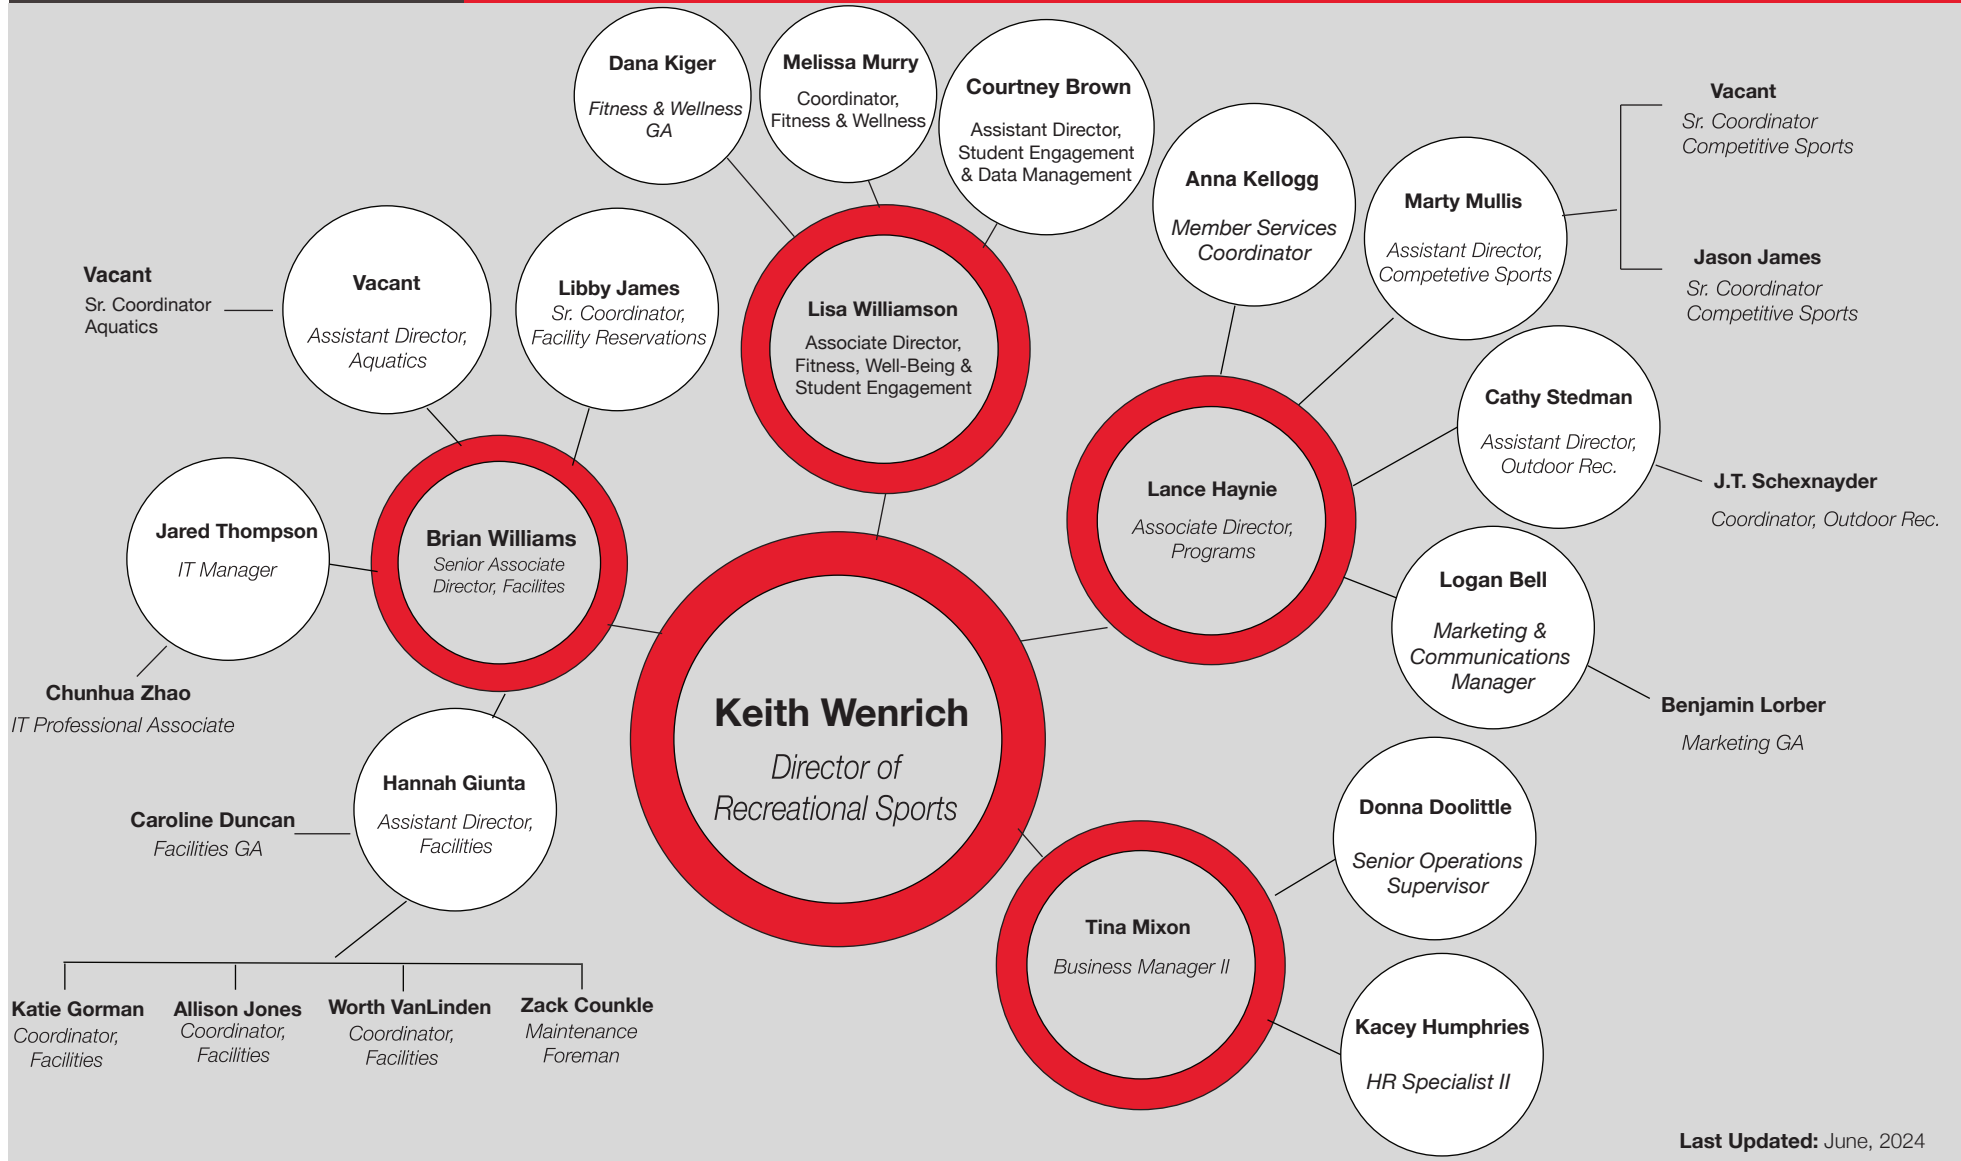 Dana Kiger
Fitness & Wellness
GA
Melissa Murry
Coordinator,
Fitness & Wellness
Courtney Brown
Assistant Director,
Student Engagement
& Data Management
Anna Kellogg
Member Services
Coordinator
Marty Mullis
Assistant Director,
Competetive Sports
Vacant
Sr. Coordinator
Competitive Sports
Jason James
Sr. Coordinator
Competitive Sports
Vacant
Sr. Coordinator
Aquatics
Vacant
Assistant Director,
Aquatics
Libby James
Sr. Coordinator,
Facility Reservations
Lisa Williamson
Associate Director,
Fitness, Well-Being &
Student Engagement
Cathy Stedman
Assistant Director,
Outdoor Rec.
J.T. Schexnayder
Coordinator, Outdoor Rec.
Lance Haynie
Associate Director,
Programs
Jared Thompson
IT Manager
Brian Williams
Senior Associate
Director, Facilites
Logan Bell
Marketing &
Communications
Manager
Chunhua Zhao
IT Professional Associate
Benjamin Lorber
Marketing GA
Keith Wenrich
Director of
Recreational Sports
Hannah Giunta
Assistant Director,
Facilities
Caroline Duncan
Facilities GA
Donna Doolittle
Senior Operations
Supervisor
Tina Mixon
Business Manager II
Katie Gorman
Coordinator,
Facilities
Allison Jones
Coordinator,
Facilities
Worth VanLinden
Coordinator,
Facilities
Zack Counkle
Maintenance
Foreman
Kacey Humphries
HR Specialist II
Last Updated: June, 2024